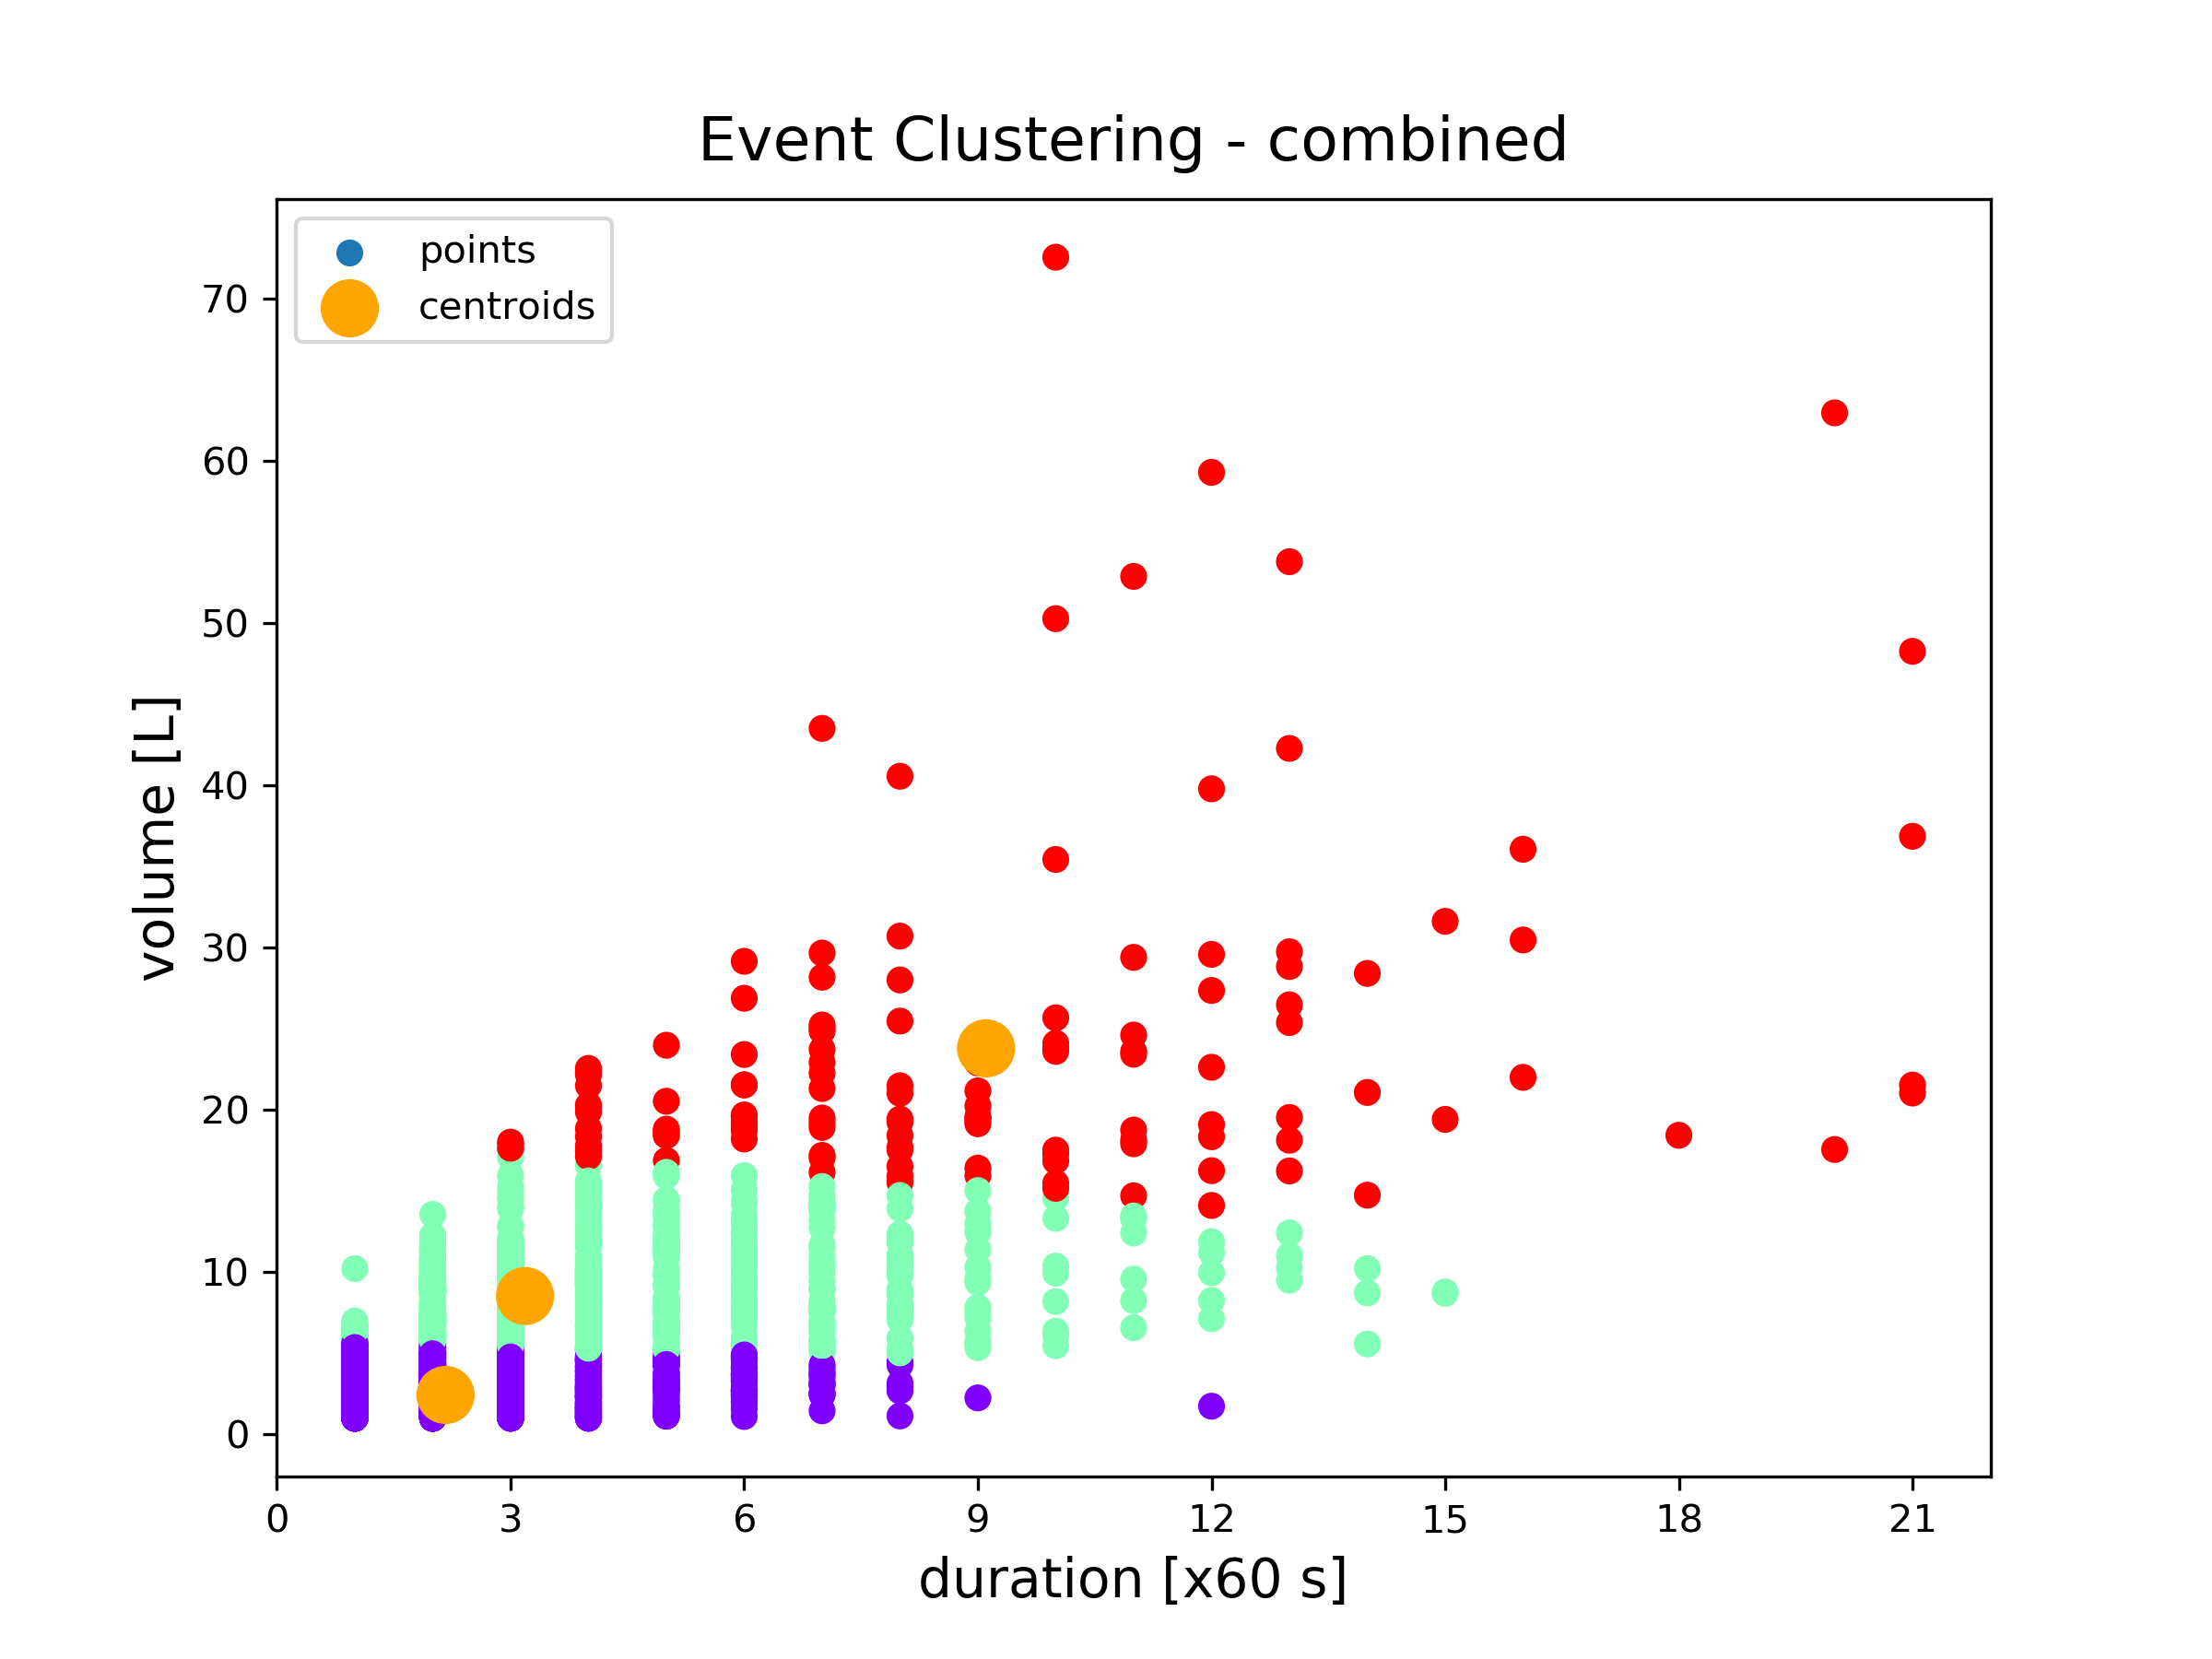 Event Clustering - combined
points
centroids
70
60
50
40
30
20
10
0
volume [L]
0 3 6 9 12 15 18 21
duration [x60 s]